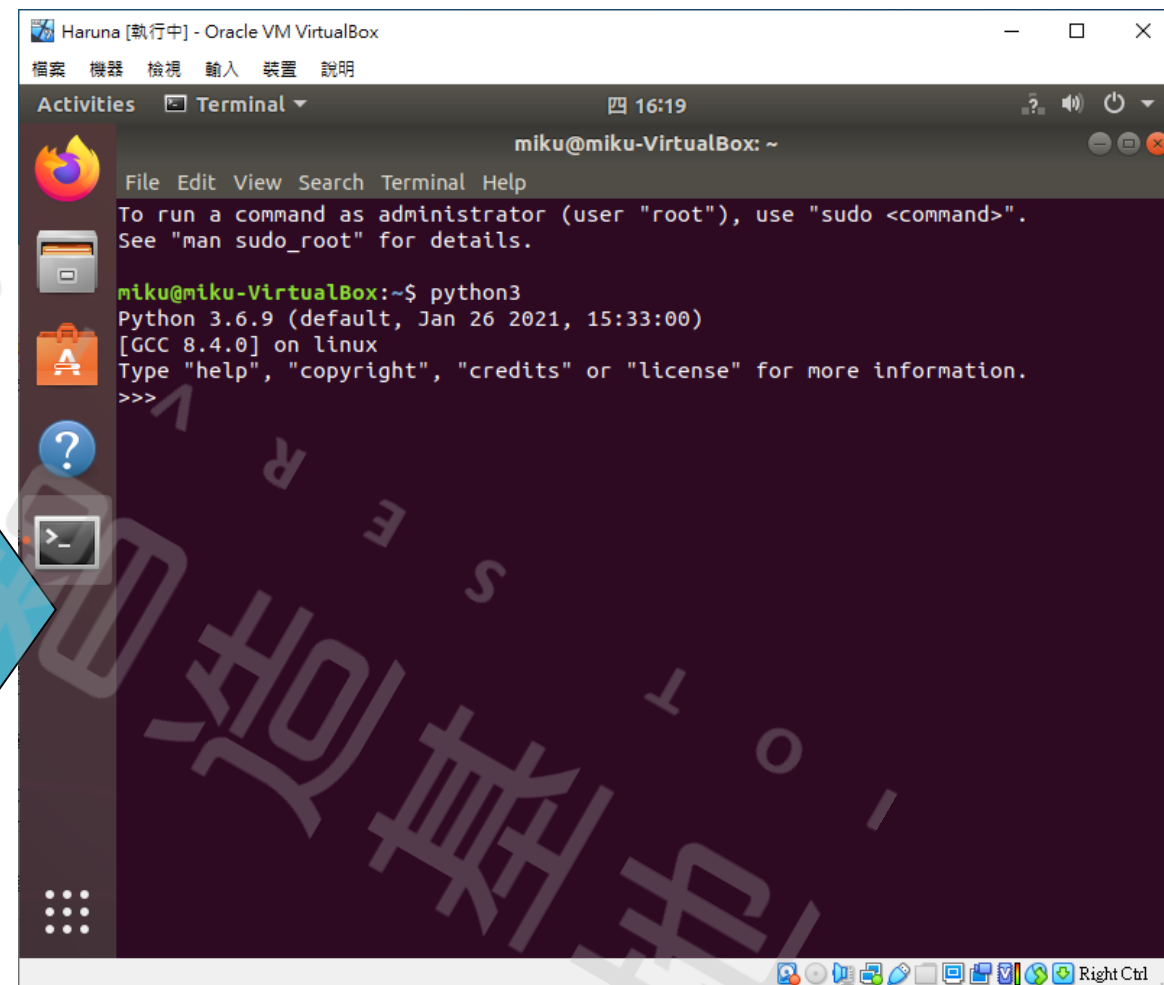 Haruna [執行中] - Oracle VM VirtualBox
檔案 機器 檢視 輸入 裝置 說明
Activities Terminal 四 16:19
miku@miku-VirtualBox: ~
File Edit View Search Terminal Help
To run a command as administrator (user "root"), use "sudo <command>".
See "man sudo_root" for details.
miku@miku-VirtualBox:~$ python3
Python 3.6.9 (default, Jan 26 2021, 15:33:00)
[GCC 8.4.0] on linux
Type "help", "copyright", "credits" or "license" for more information.
>>>
Right Ctrl